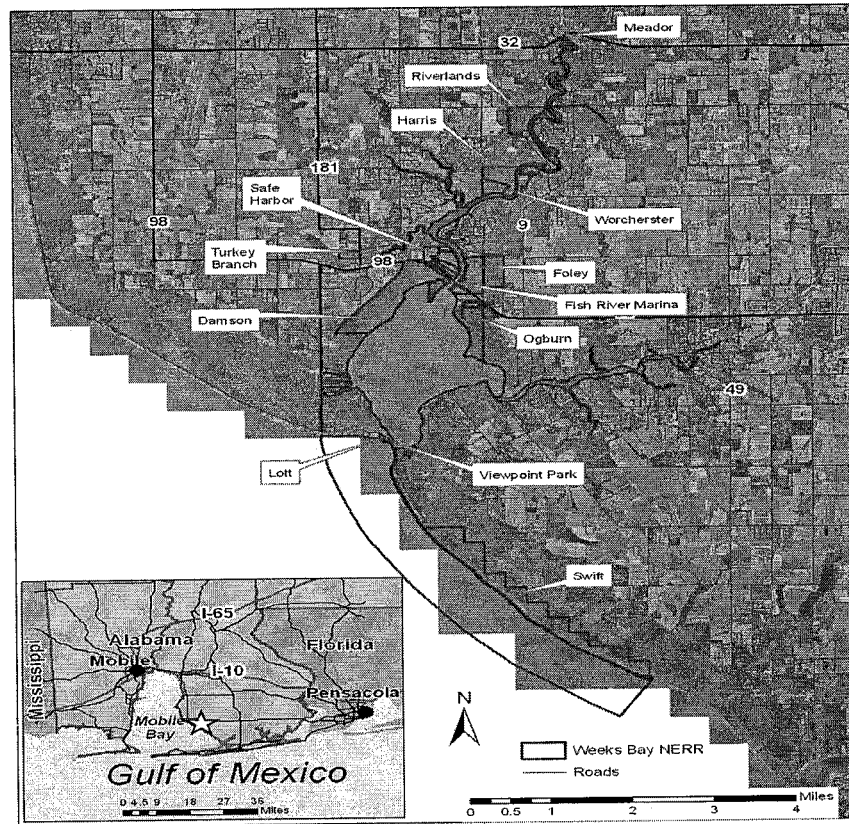 Meador
32
Riverlands
Harris
181
Safe
Harbor
Worcherster
98
9
Turkey
Branch
98
Foley
Fish River Marina
Damson
Ogburn
49
Lott
Viewpoint Park
Swift
I-65
Alabama
Florida
Mobile
I-10
Mississippi
Pensacola
Mobile
Bay
Gulf of Mexico
0 4.5 9 18 27 36
Miles
N
Weeks Bay NERR
Roads
Miles
0 0.5 1 2 3 4